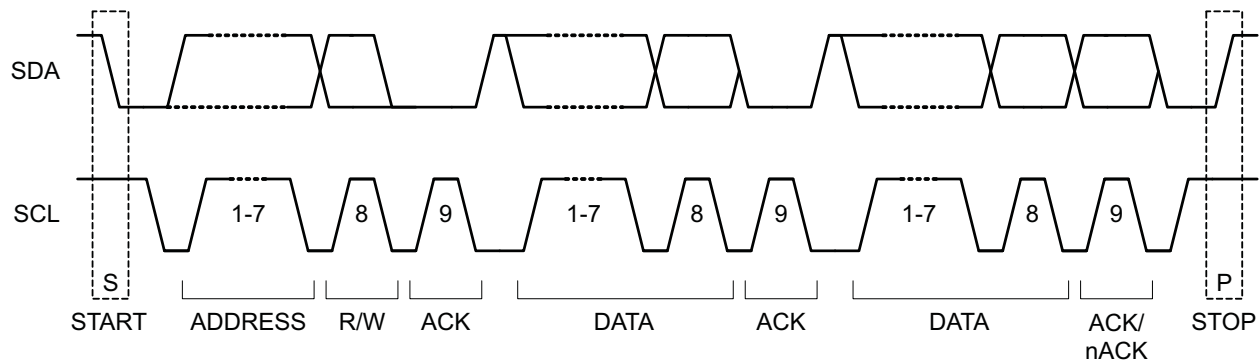 SDA
SCL
1-7
8
9
1-7
8
9
1-7
8
9
S
P
START
ADDRESS
R/W
ACK
DATA
ACK
DATA
ACK/
nACK
STOP